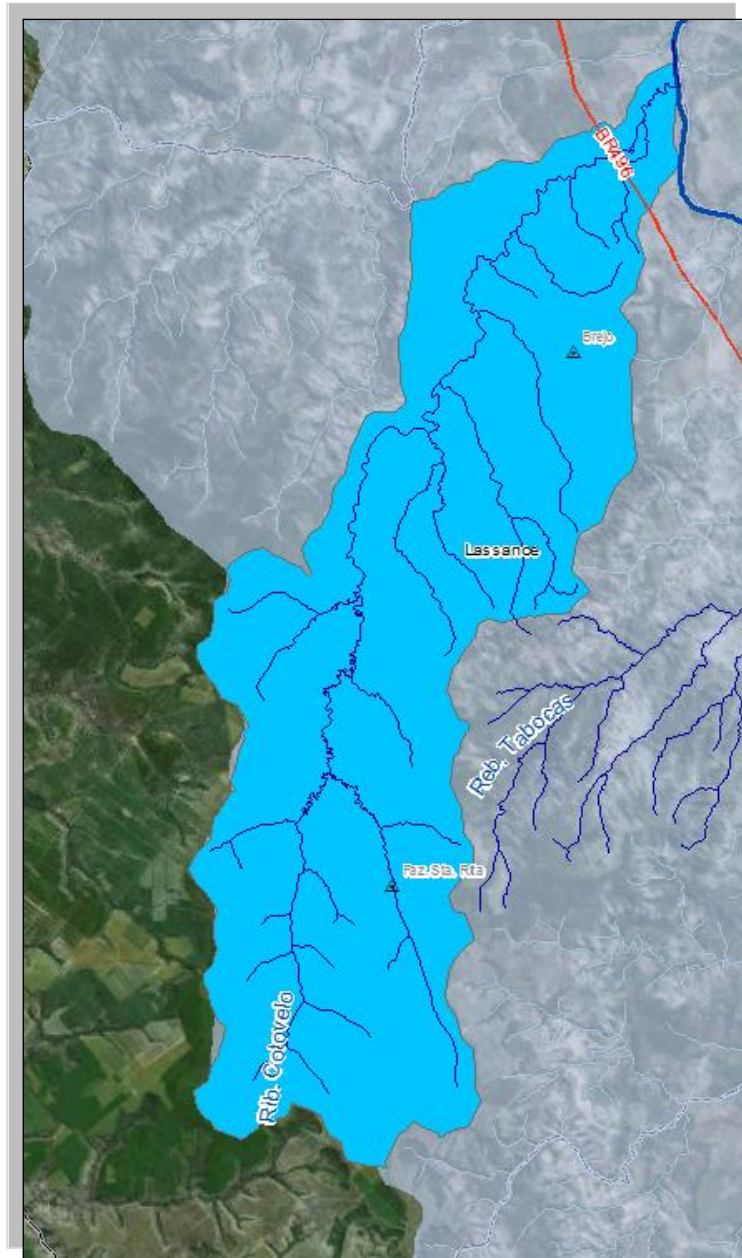 BR496
Brejo
Lassance
Reb. Tabocas
Faz. Sta. Rita
Rib. Cotovelo